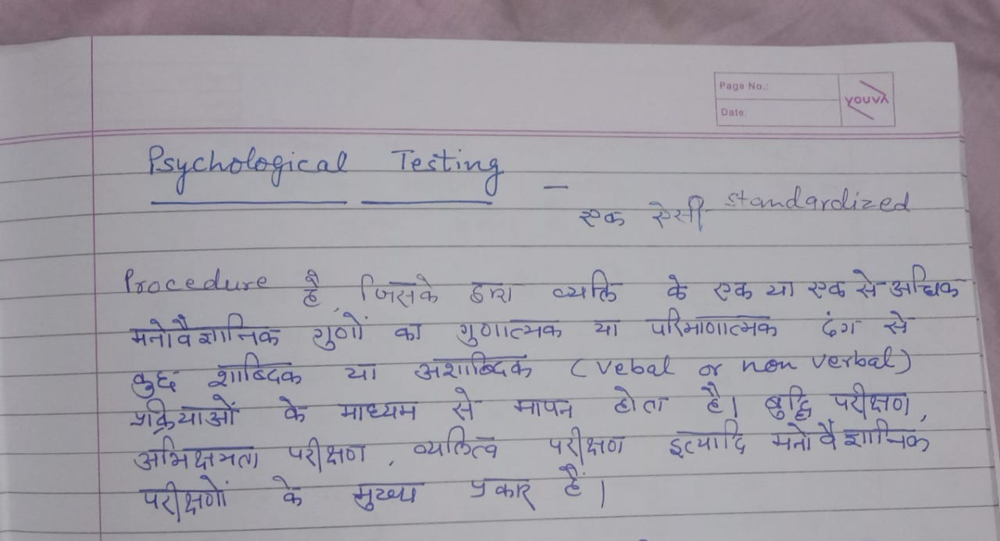 Page No.:
Date:
YOUVA
Psychological Testing –
एक ऐसी standardized
Procedure है, जिसके द्वारा व्यक्ति के एक या एक से अधिक
मनोवैज्ञानिक गुणों का गुणात्मक या परिमाणात्मक ढंग से
कुछ शाब्दिक या अशाब्दिक (Vebal or non verbal)
प्रक्रियाओं के माध्यम से मापन होता है। बुद्धि परीक्षण,
अभिक्षमता परीक्षण, व्यक्तित्व परीक्षण इत्यादि मनोवैज्ञानिक
परीक्षणों के मुख्य प्रकार हैं।